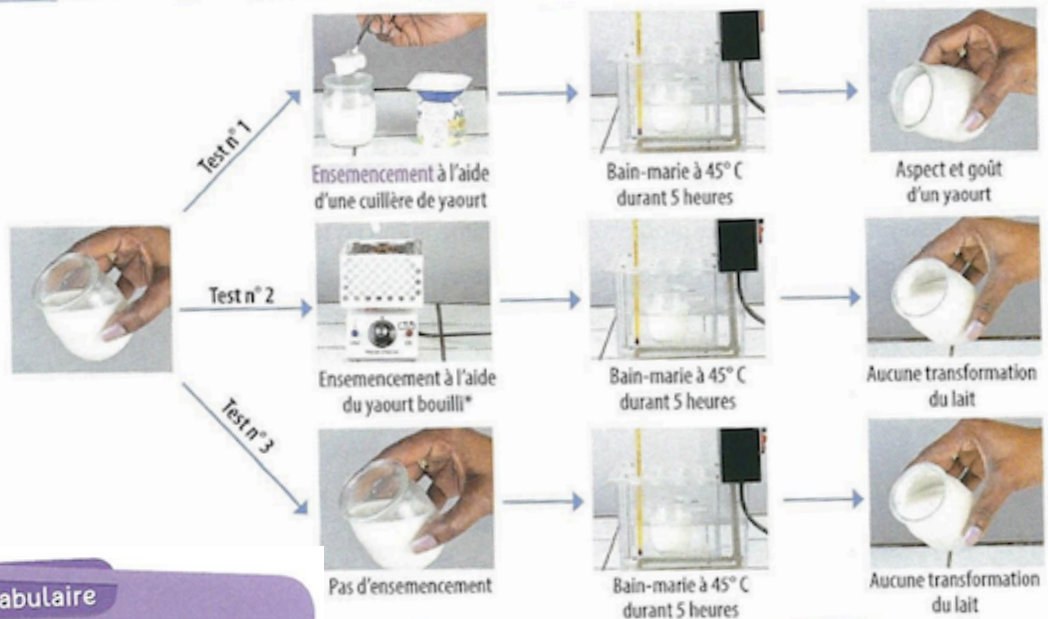 Test n° 1
Ensemencement à l'aide
d'une cuillère de yaourt
Bain-marie à 45° C
durant 5 heures
Aspect et goût
d'un yaourt
Test n° 2
Ensemencement à l'aide
du yaourt bouilli*
Bain-marie à 45° C
durant 5 heures
Aucune transformation
du lait
Test n° 3
Pas d'ensemencement
Bain-marie à 45° C
durant 5 heures
Aucune transformation
du lait
abulaire